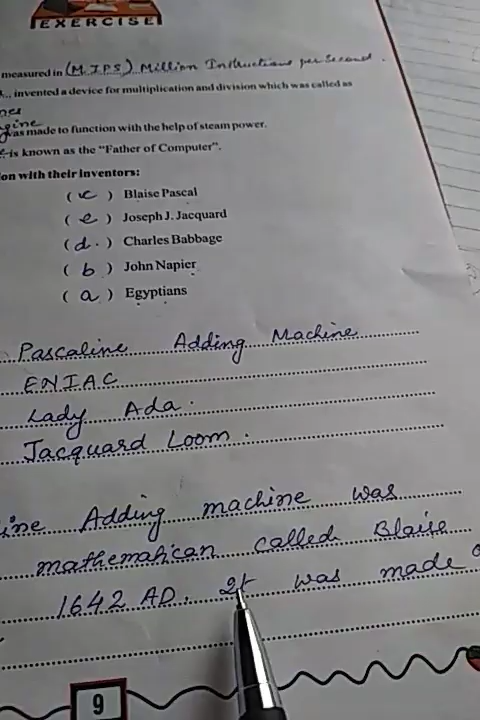 EXERCISE
measured in (M.I.P.S) Million Instructions per Second.
invented a device for multiplication and division which was called as
was made to function with the help of steam power.
is known as the "Father of Computer".
on with their inventors:
(c) Blaise Pascal
(e) Joseph J. Jacquard
(d.) Charles Babbage
(b) John Napier
(a) Egyptians
Pascaline Adding Machine
ENIAC
Lady Ada.
Jacquard Loom.
ine Adding machine was
mathematican called Blaise
1642 AD. It was made
9